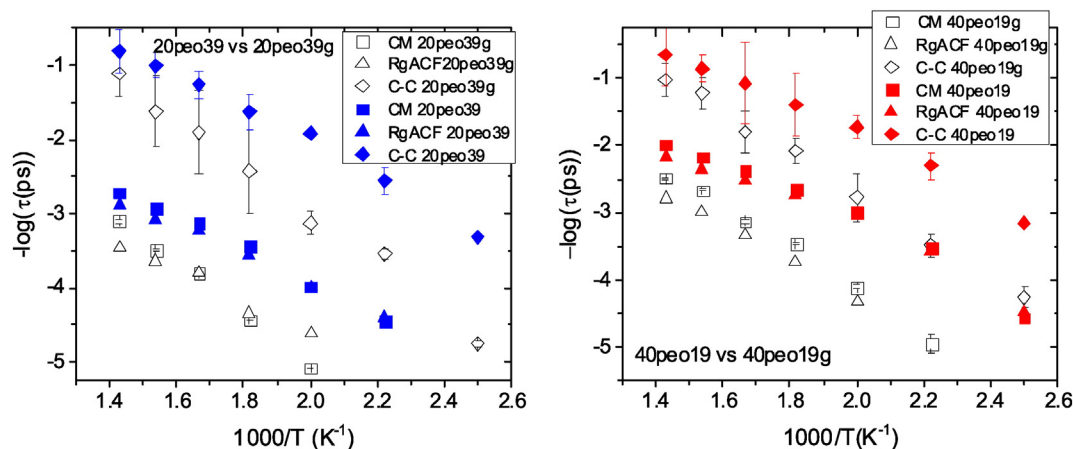 20peo39 vs 20peo39g
CM 20peo39g
RgACF20peo39g
C-C 20peo39g
CM 20peo39
RgACF 20peo39
C-C 20peo39
-1
-2
-3
-4
-5
-log(τ(ps))
1.4 1.6 1.8 2.0 2.2 2.4 2.6
1000/T (K⁻¹)
CM 40peo19g
RgACF 40peo19g
C-C 40peo19g
CM 40peo19
RgACF 40peo19
C-C 40peo19
-1
-2
-3
-4
-5
–log(τ(ps))
40peo19 vs 40peo19g
1.4 1.6 1.8 2.0 2.2 2.4 2.6
1000/T(K⁻¹)